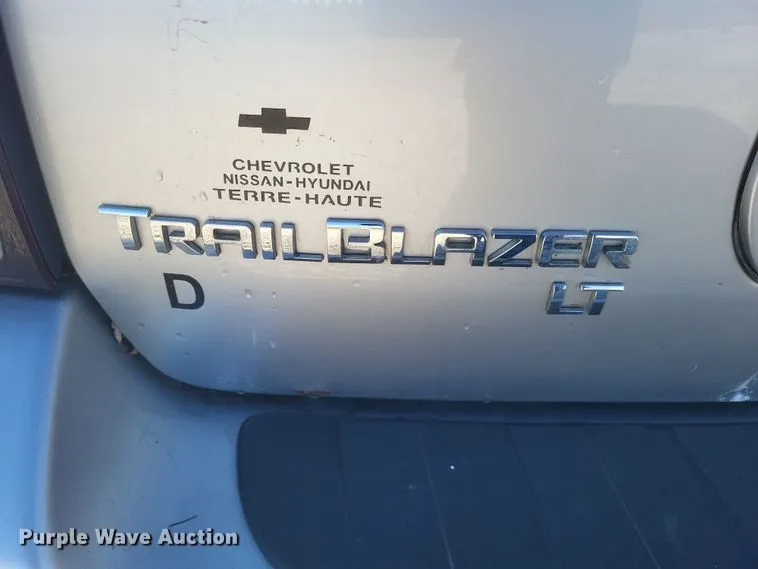 CHEVROLET
NISSAN-HYUNDAI
TERRE-HAUTE
TRAILBLAZER
D
LT
Purple Wave Auction